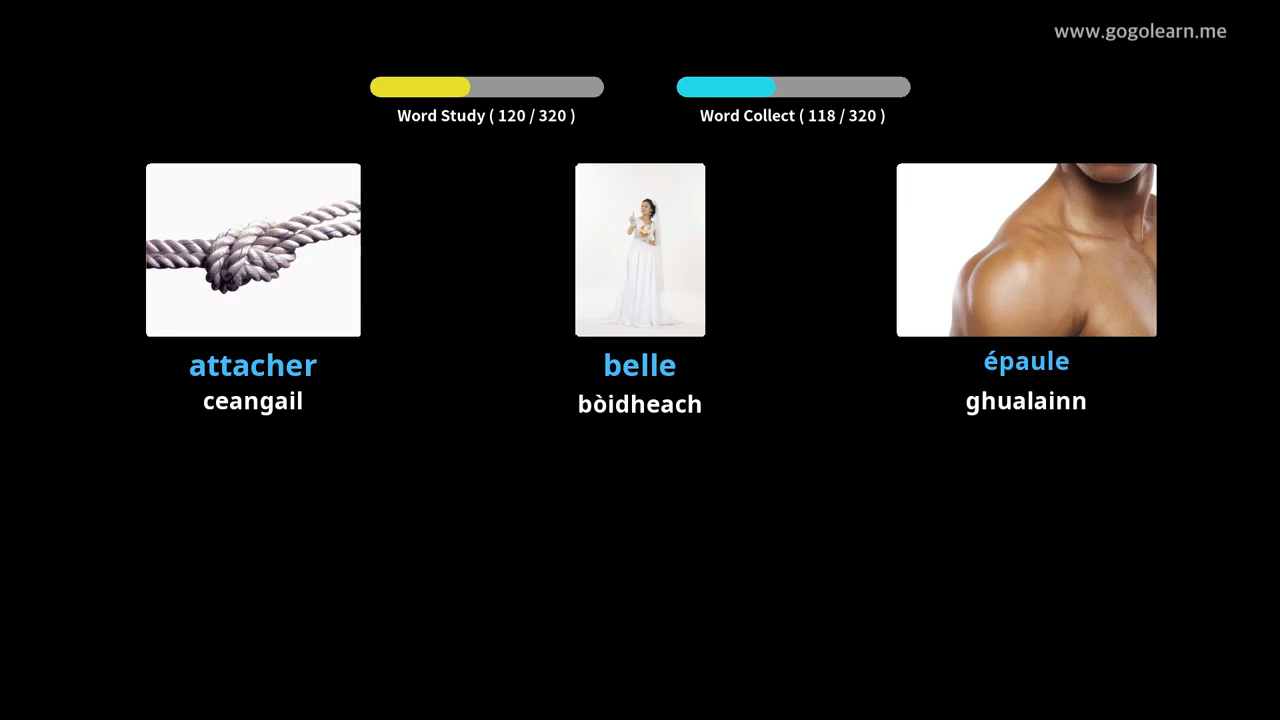 www.gogolearn.me
Word Study ( 120 / 320 )
Word Collect ( 118 / 320 )
attacher
ceangail
belle
bòidheach
épaule
ghualainn